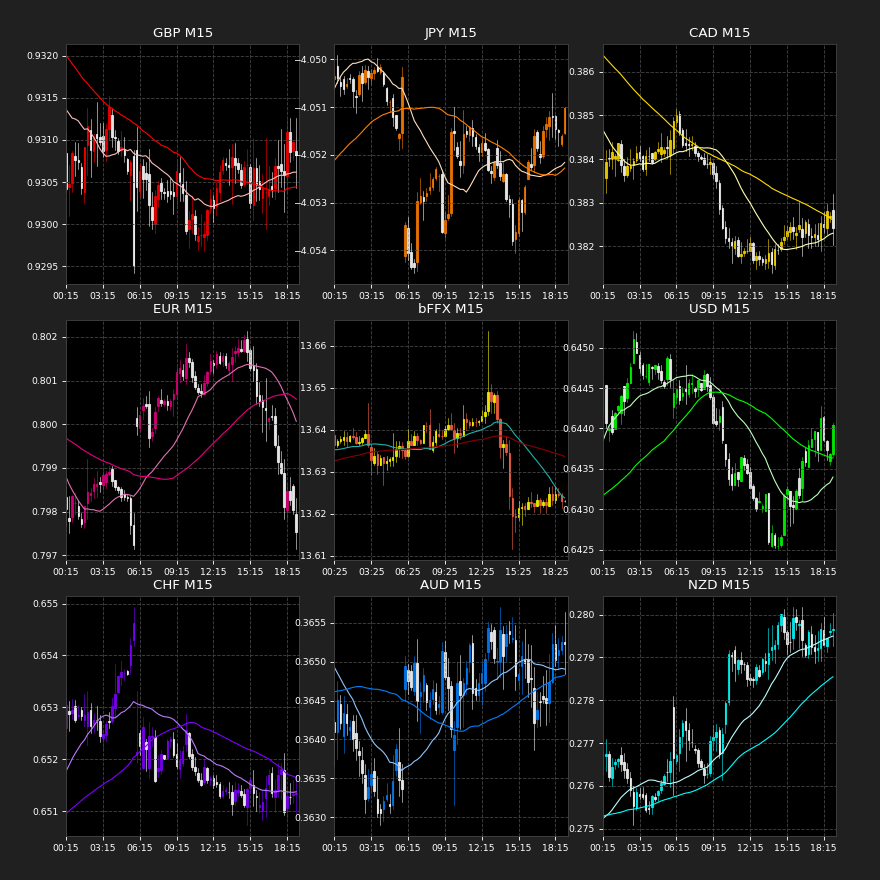 GBP M15
0.9320
0.9315
0.9310
0.9305
0.9300
0.9295
00:15 03:15 06:15 09:15 12:15 15:15 18:15
JPY M15
−4.050
−4.051
−4.052
−4.053
−4.054
00:15 03:15 06:15 09:15 12:15 15:15 18:15
CAD M15
0.386
0.385
0.384
0.383
0.382
00:15 03:15 06:15 09:15 12:15 15:15 18:15
EUR M15
0.802
0.801
0.800
0.799
0.798
0.797
00:15 03:15 06:15 09:15 12:15 15:15 18:15
bFFX M15
13.66
13.65
13.64
13.63
13.62
13.61
00:25 03:25 06:25 09:25 12:25 15:25 18:25
USD M15
0.6450
0.6445
0.6440
0.6435
0.6430
0.6425
00:15 03:15 06:15 09:15 12:15 15:15 18:15
CHF M15
0.655
0.654
0.653
0.652
0.651
00:15 03:15 06:15 09:15 12:15 15:15 18:15
AUD M15
0.3655
0.3650
0.3645
0.3640
0.3635
0.3630
00:15 03:15 06:15 09:15 12:15 15:15 18:15
NZD M15
0.280
0.279
0.278
0.277
0.276
0.275
00:15 03:15 06:15 09:15 12:15 15:15 18:15